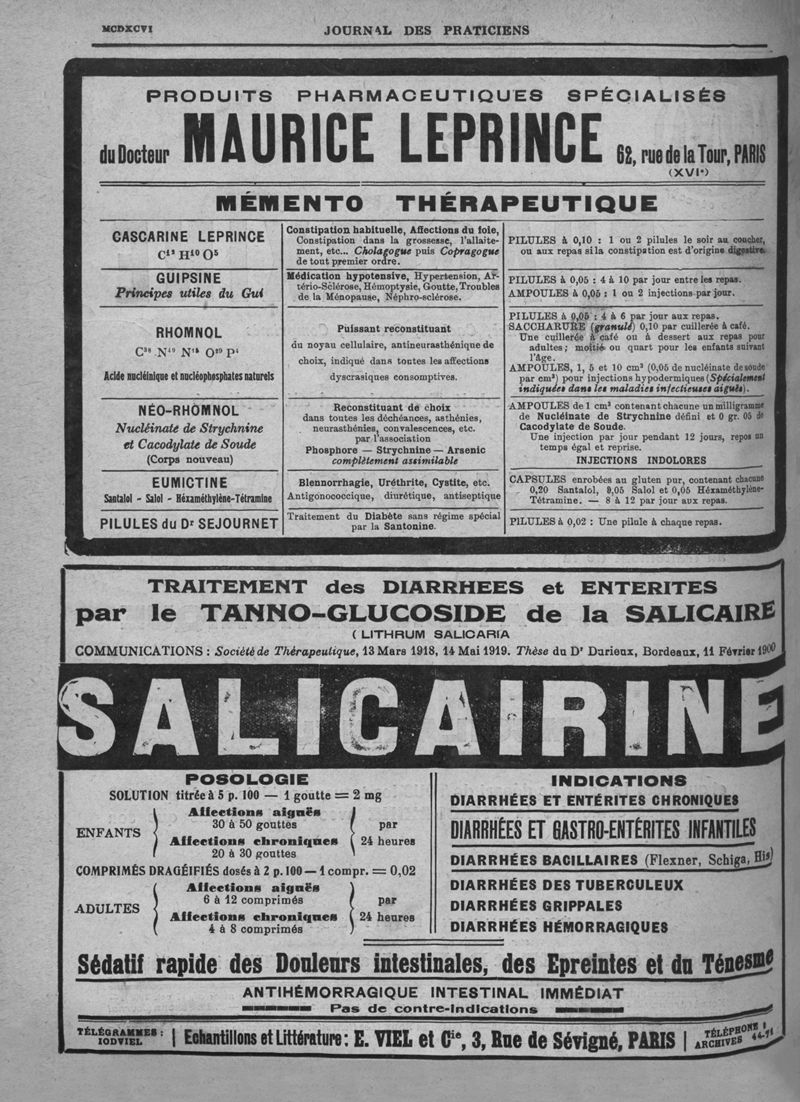 MCDXCVI
JOURNAL DES PRATICIENS
PRODUITS PHARMACEUTIQUES SPÉCIALISÉS
du Docteur MAURICE LEPRINCE 62, rue de la Tour, PARIS
(XVIe)
MÉMENTO THÉRAPEUTIQUE
CASCARINE LEPRINCE
Constipation habituelle, Affections du foie,
Constipation dans la grossesse, l'allaite-
ment, etc... Cholagogue puis Copragogue
de tout premier ordre.
PILULES à 0,10 : 1 ou 2 pilules le soir au coucher,
ou aux repas si la constipation est d'origine digestive.
GUIPSINE
Principes utiles du Gui
Médication hypotensive, Hypertension, Ar-
tério-Sclérose, Hémoptysie, Goutte, Troubles
de la Ménopause, Néphro-sclérose.
PILULES à 0,05 : 4 à 10 par jour entre les repas.
AMPOULES à 0,05 : 1 ou 2 injections par jour.
RHOMNOL
Acide nucléinique et nucléophosphates naturels
Puissant reconstituant
du noyau cellulaire, antineurasthénique de
choix, indiqué dans toutes les affections
dyscrasiques consomptives.
PILULES à 0,05 : 4 à 6 par jour aux repas.
SACCHARURE (granulé) 0,10 par cuillerée à café.
Une cuillerée à café ou à dessert aux repas pour
adultes; moitié ou quart pour les enfants suivant
l'âge.
AMPOULES, 1, 5 et 10 cm³ (0,05 de nucléinate de soude
par cm³) pour injections hypodermiques (Spécialement
indiquées dans les maladies infectieuses aiguës).
NÉO-RHOMNOL
Nucléinate de Strychnine
et Cacodylate de Soude
(Corps nouveau)
Reconstituant de choix
dans toutes les déchéances, asthénies,
neurasthénies, convalescences, etc.
par l'association
Phosphore — Strychnine — Arsenic
complètement assimilable
AMPOULES de 1 cm³ contenant chacune un milligramme
de Nucléinate de Strychnine défini et 0 gr. 05 de
Cacodylate de Soude.
Une injection par jour pendant 12 jours, repos un
temps égal et reprise.
INJECTIONS INDOLORES
EUMICTINE
Santalol - Salol - Héxaméthylène-Tétramine
Blennorrhagie, Uréthrite, Cystite, etc.
Antigonococcique, diurétique, antiseptique
CAPSULES enrobées au gluten pur, contenant chacune
0,20 Santalol, 0,05 Salol et 0,05 Héxaméthylène-
Tétramine. — 8 à 12 par jour aux repas.
PILULES du Dr SEJOURNET
Traitement du Diabète sans régime spécial
par la Santonine.
PILULES à 0,02 : Une pilule à chaque repas.
TRAITEMENT des DIARRHEES et ENTERITES
par le TANNO-GLUCOSIDE de la SALICAIRE
( LITHRUM SALICARIA
COMMUNICATIONS : Société de Thérapeutique, 13 Mars 1918, 14 Mai 1919. Thèse du Dr Durieux, Bordeaux, 11 Février 1900
SALICAIRINE
POSOLOGIE
SOLUTION titrée à 5 p. 100 — 1 goutte = 2 mg
ENFANTS
Affections aiguës
30 à 50 gouttes
Affections chroniques
20 à 30 gouttes
par
24 heures
COMPRIMÉS DRAGÉIFIÉS dosés à 2 p. 100 — 1 compr. = 0,02
ADULTES
Affections aiguës
6 à 12 comprimés
Affections chroniques
4 à 8 comprimés
par
24 heures
INDICATIONS
DIARRHÉES ET ENTÉRITES CHRONIQUES
DIARRHÉES ET GASTRO-ENTÉRITES INFANTILES
DIARRHÉES BACILLAIRES (Flexner, Schiga, His)
DIARRHÉES DES TUBERCULEUX
DIARRHÉES GRIPPALES
DIARRHÉES HÉMORRAGIQUES
Sédatif rapide des Douleurs intestinales, des Epreintes et du Ténesme
ANTIHÉMORRAGIQUE INTESTINAL IMMÉDIAT
Pas de contre-indications
TÉLÉGRAMMES :
IODVIEL
Echantillons et Littérature : E. VIEL et Cie, 3, Rue de Sévigné, PARIS
TÉLÉPHONE
ARCHIVES